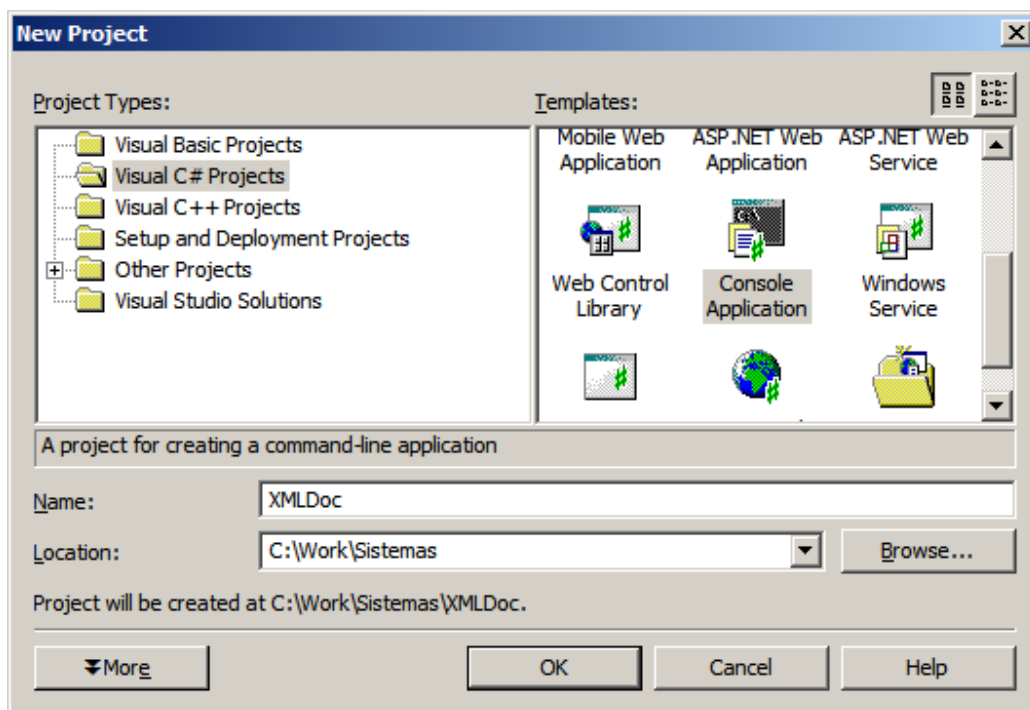 New Project
Project Types:
Templates:
Visual Basic Projects
Visual C# Projects
Visual C++ Projects
Setup and Deployment Projects
Other Projects
Visual Studio Solutions
Mobile Web
Application
ASP.NET Web
Application
ASP.NET Web
Service
Web Control
Library
Console
Application
Windows
Service
A project for creating a command-line application
Name:
XMLDoc
Location:
C:\Work\Sistemas
Browse...
Project will be created at C:\Work\Sistemas\XMLDoc.
More
OK
Cancel
Help